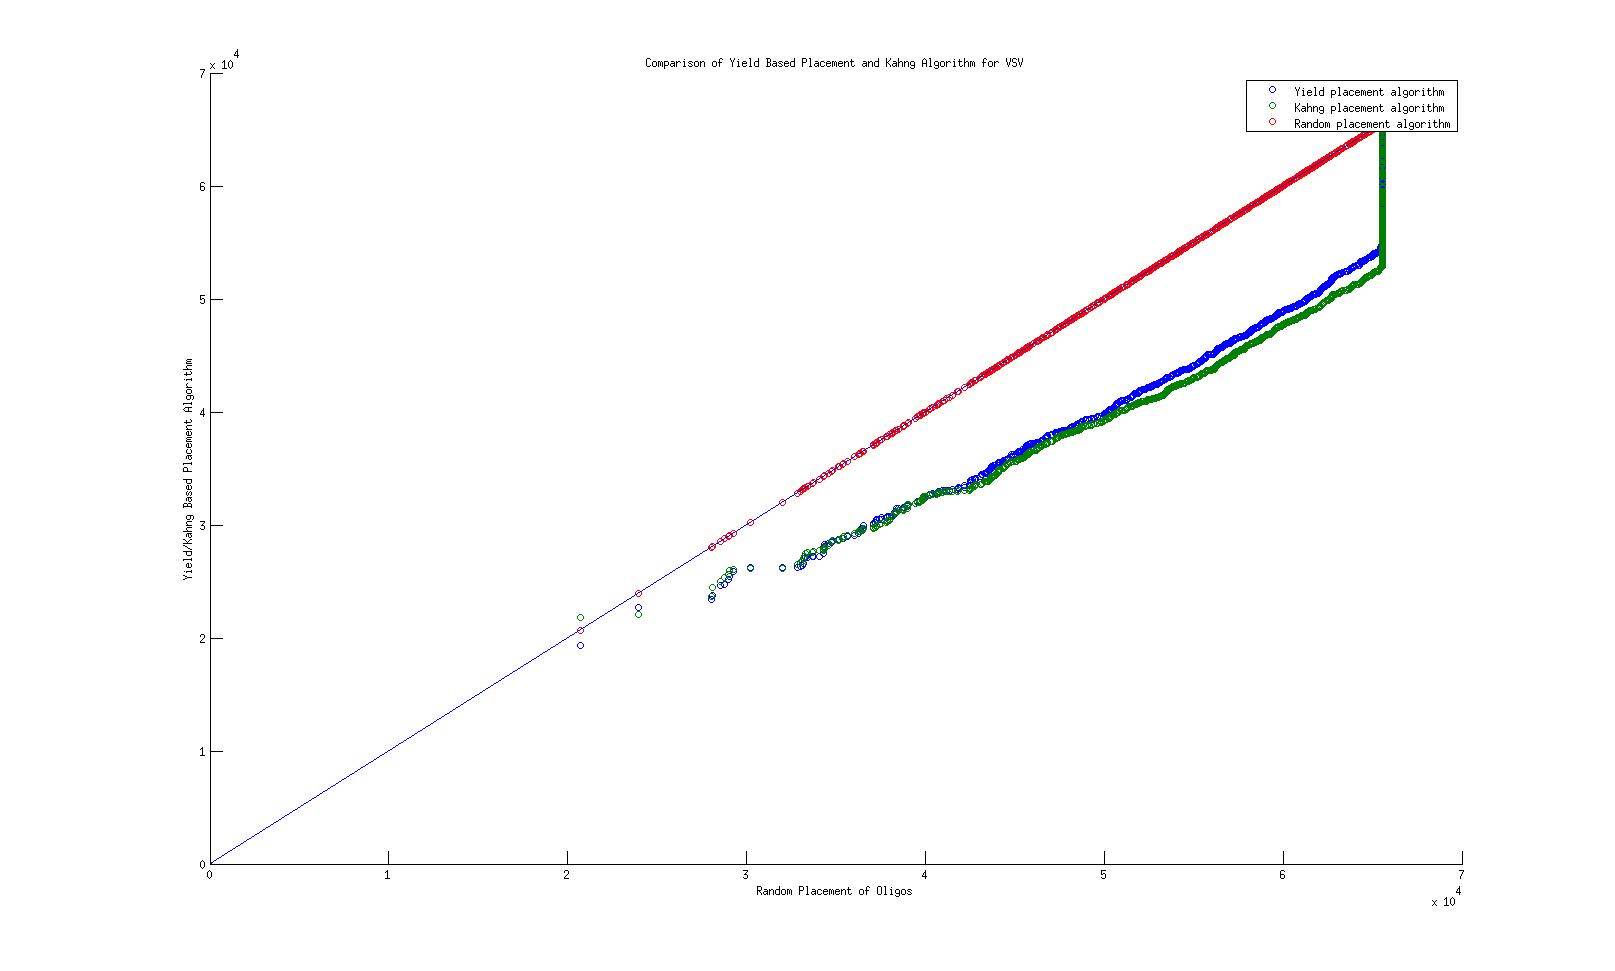 Comparison of Yield Based Placement and Kahng Algorithm for VSV
x 10
4
Yield placement algorithm
Kahng placement algorithm
Random placement algorithm
7
6
5
4
3
2
1
0
Yield/Kahng Based Placement Algorithm
0 1 2 3 4 5 6 7
Random Placement of Oligos
x 10
4